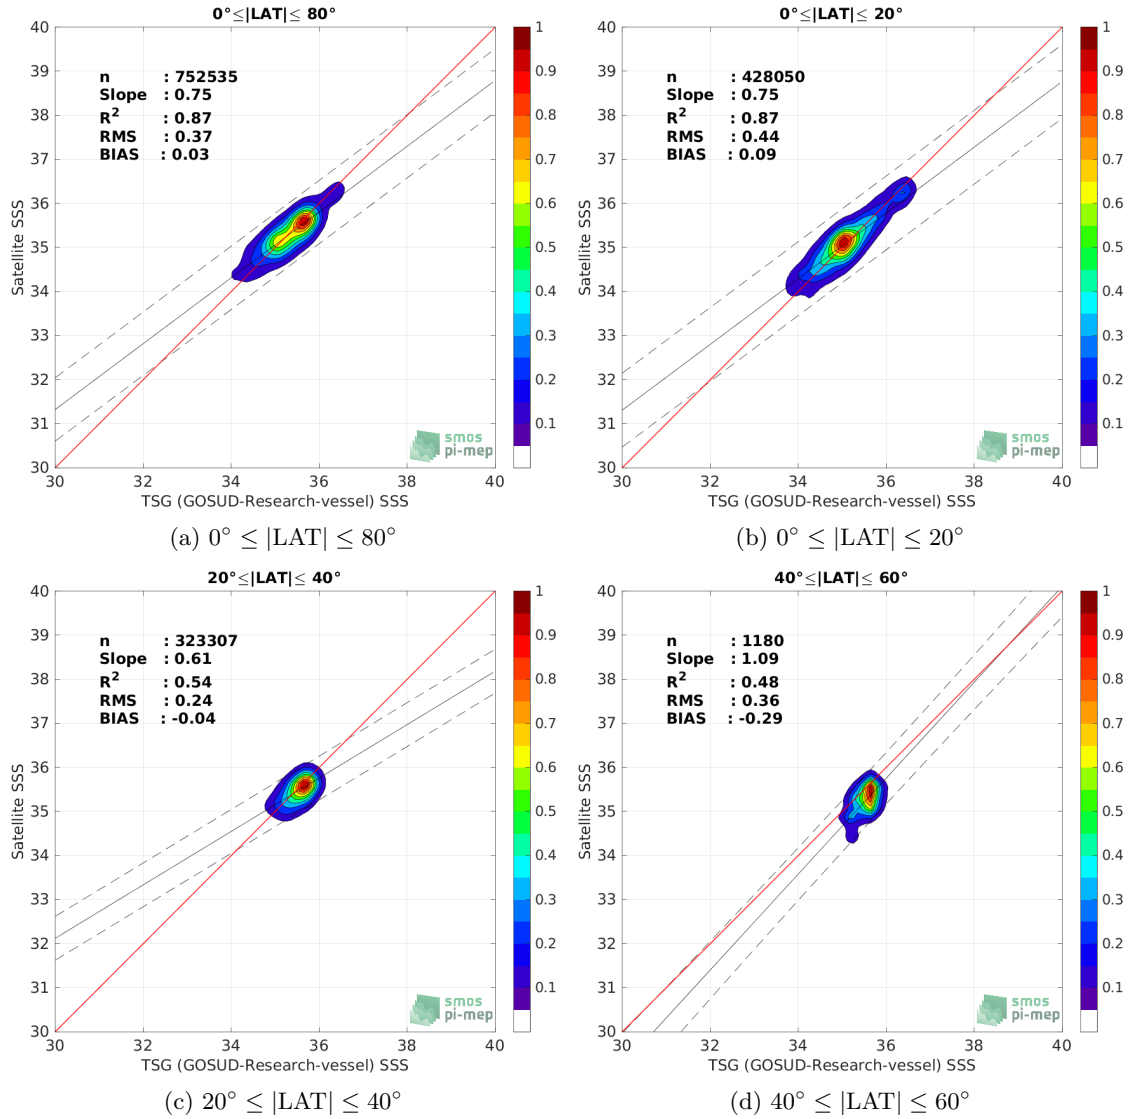 0°≤|LAT|≤ 80°
n : 752535
Slope : 0.75
R² : 0.87
RMS : 0.37
BIAS : 0.03
40
39
38
37
36
35
34
33
32
31
30
Satellite SSS
30 32 34 36 38 40
TSG (GOSUD-Research-vessel) SSS
1
0.9
0.8
0.7
0.6
0.5
0.4
0.3
0.2
0.1
smos
pi-mep
(a) 0° ≤ |LAT| ≤ 80°
0°≤|LAT|≤ 20°
n : 428050
Slope : 0.75
R² : 0.87
RMS : 0.44
BIAS : 0.09
40
39
38
37
36
35
34
33
32
31
30
Satellite SSS
30 32 34 36 38 40
TSG (GOSUD-Research-vessel) SSS
1
0.9
0.8
0.7
0.6
0.5
0.4
0.3
0.2
0.1
smos
pi-mep
(b) 0° ≤ |LAT| ≤ 20°
20°≤|LAT|≤ 40°
n : 323307
Slope : 0.61
R² : 0.54
RMS : 0.24
BIAS : -0.04
40
39
38
37
36
35
34
33
32
31
30
Satellite SSS
30 32 34 36 38 40
TSG (GOSUD-Research-vessel) SSS
1
0.9
0.8
0.7
0.6
0.5
0.4
0.3
0.2
0.1
smos
pi-mep
(c) 20° ≤ |LAT| ≤ 40°
40°≤|LAT|≤ 60°
n : 1180
Slope : 1.09
R² : 0.48
RMS : 0.36
BIAS : -0.29
40
39
38
37
36
35
34
33
32
31
30
Satellite SSS
30 32 34 36 38 40
TSG (GOSUD-Research-vessel) SSS
1
0.9
0.8
0.7
0.6
0.5
0.4
0.3
0.2
0.1
smos
pi-mep
(d) 40° ≤ |LAT| ≤ 60°